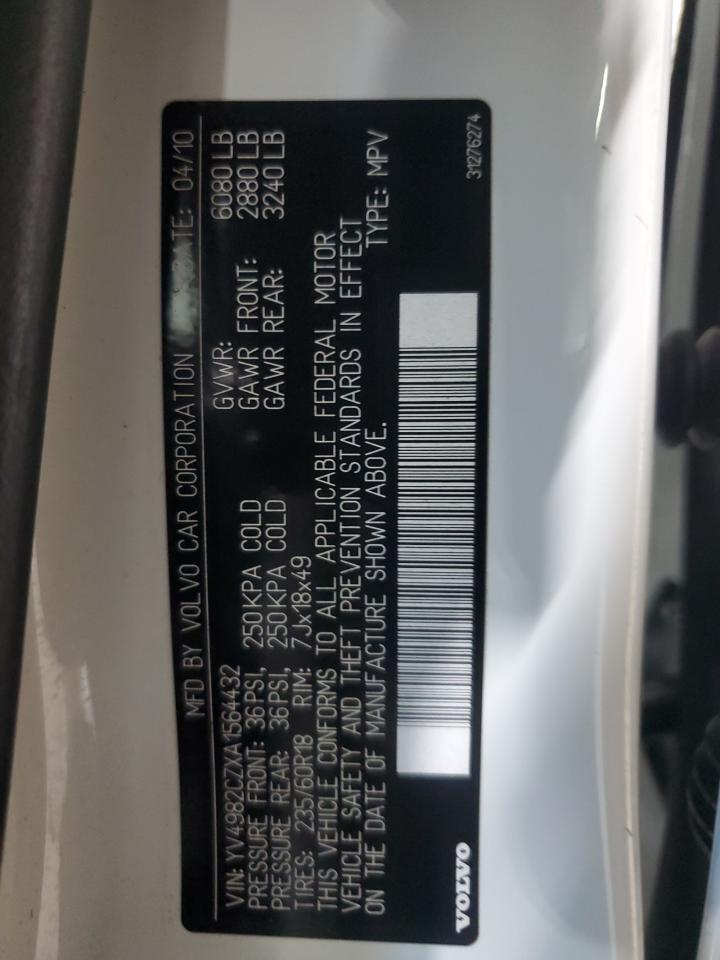 MFD BY VOLVO CAR CORPORATION DATE: 04/10
VIN: YV4982CZXA1564432 GVWR: 6080 LB
PRESSURE FRONT: 36PSI, 250KPA COLD GAWR FRONT: 2880 LB
PRESSURE REAR: 36PSI, 250KPA COLD GAWR REAR: 3240 LB
TIRES: 235/60R18 RIM: 7Jx18x49
THIS VEHICLE CONFORMS TO ALL APPLICABLE FEDERAL MOTOR
VEHICLE SAFETY AND THEFT PREVENTION STANDARDS IN EFFECT
ON THE DATE OF MANUFACTURE SHOWN ABOVE. TYPE: MPV
VOLVO 31276274